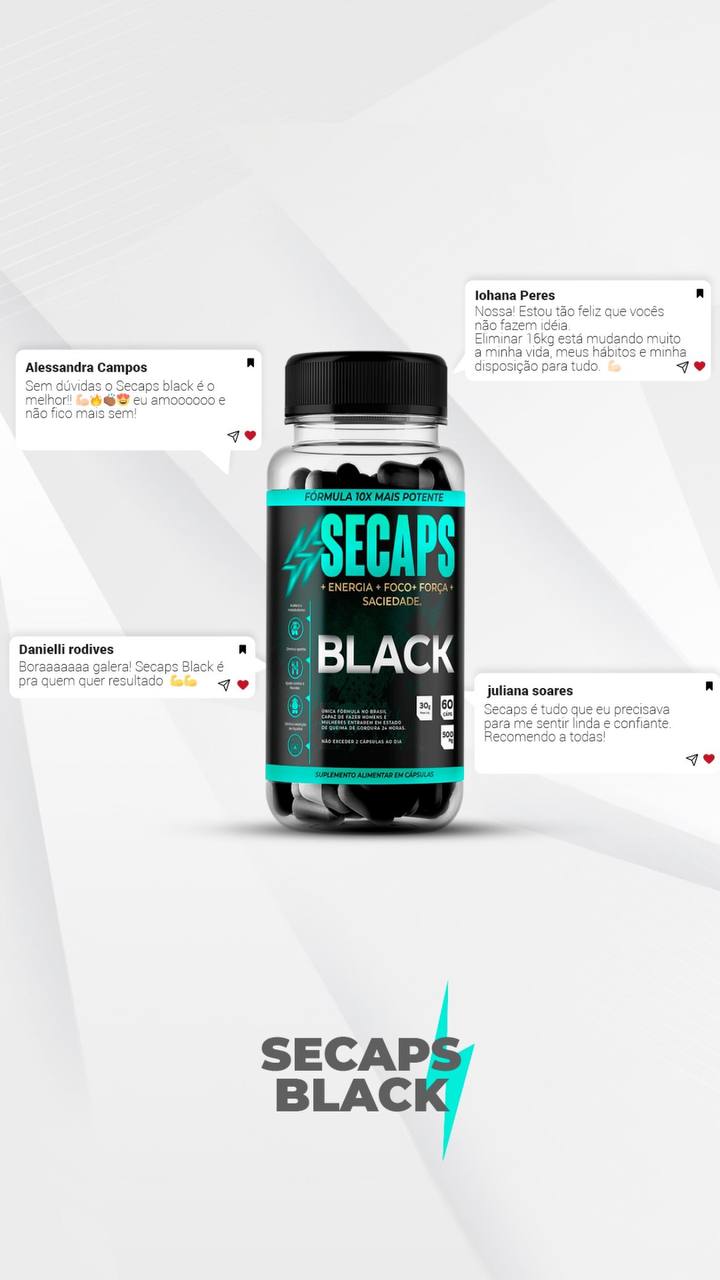 Iohana Peres
Nossa! Estou tão feliz que vocês
não fazem idéia.
Eliminar 16kg está mudando muito
a minha vida, meus hábitos e minha
disposição para tudo. 💪🏻
Alessandra Campos
Sem dúvidas o Secaps black é o
melhor!! 💪🏻🔥👏🏾😍 eu amoooooo e
não fico mais sem!
FÓRMULA 10X MAIS POTENTE
SECAPS
+ ENERGIA + FOCO+ FORÇA +
SACIEDADE.
BLACK
ÚNICA FÓRMULA NO BRASIL
CAPAZ DE FAZER HOMENS E
MULHERES ENTRAREM EM ESTADO
DE QUEIMA DE GORDURA 24 HORAS.
NÃO EXCEDER 2 CÁPSULAS AO DIA
30g
60
CÁPS
500
mg
SUPLEMENTO ALIMENTAR EM CÁPSULAS
Danielli rodives
Boraaaaaaa galera! Secaps Black é
pra quem quer resultado 💪💪
juliana soares
Secaps é tudo que eu precisava
para me sentir linda e confiante.
Recomendo a todas!
SECAPS
BLACK